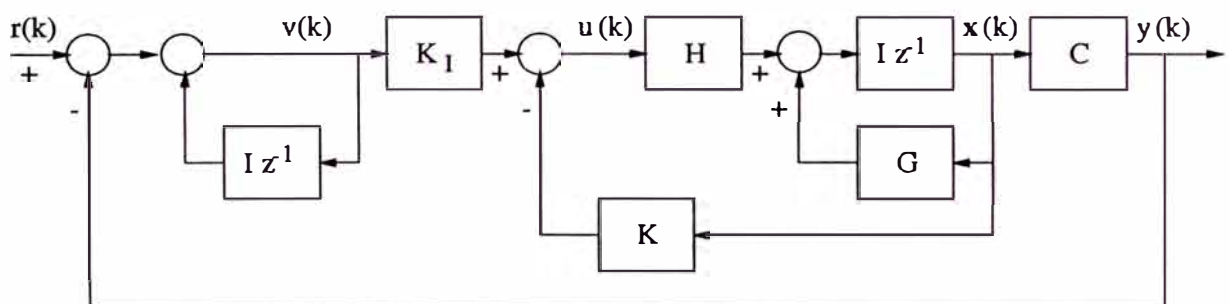 r(k) v(k) K I u (k) H I z-1 x (k) C y (k)
+ + + -
- - +
I z-1 G
K